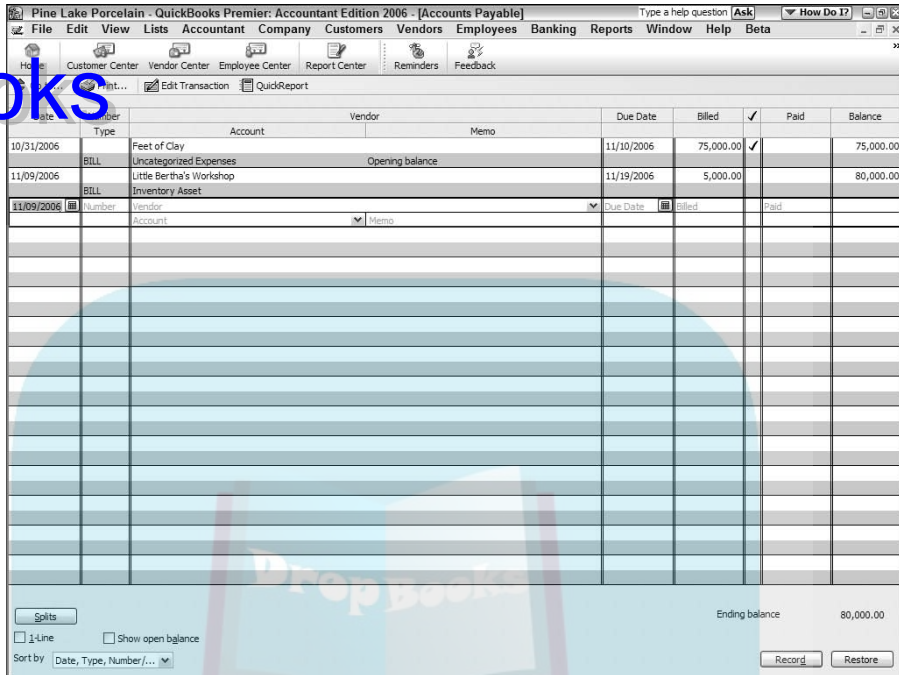 Pine Lake Porcelain - QuickBooks Premier: Accountant Edition 2006 - [Accounts Payable]
Type a help question Ask
How Do I?
File Edit View Lists Accountant Company Customers Vendors Employees Banking Reports Window Help Beta
Customer Center Vendor Center Employee Center Report Center Reminders Feedback
Print... Edit Transaction QuickReport
oks
Vendor Due Date Billed ✓ Paid Balance
Type Account Memo
10/31/2006 Feet of Clay 11/10/2006 75,000.00 ✓ 75,000.00
BILL Uncategorized Expenses Opening balance
11/09/2006 Little Bertha's Workshop 11/19/2006 5,000.00 80,000.00
BILL Inventory Asset
11/09/2006 Number Vendor Due Date Billed Paid
Account Memo
DropBooks
Splits
Ending balance 80,000.00
1-Line Show open balance
Sort by Date, Type, Number/...
Record Restore